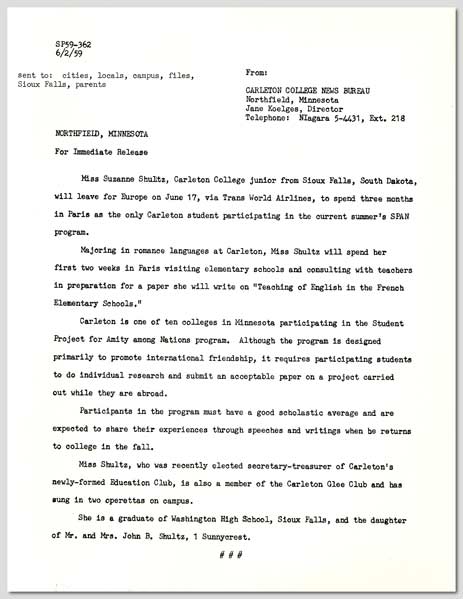 SP59-362
6/2/59
sent to: cities, locals, campus, files,
Sioux Falls, parents
From:
CARLETON COLLEGE NEWS BUREAU
Northfield, Minnesota
Jane Koelges, Director
Telephone: NIagara 5-4431, Ext. 218
NORTHFIELD, MINNESOTA
For Immediate Release
Miss Suzanne Shultz, Carleton College junior from Sioux Falls, South Dakota,
will leave for Europe on June 17, via Trans World Airlines, to spend three months
in Paris as the only Carleton student participating in the current summer's SPAN
program.
Majoring in romance languages at Carleton, Miss Shultz will spend her
first two weeks in Paris visiting elementary schools and consulting with teachers
in preparation for a paper she will write on "Teaching of English in the French
Elementary Schools."
Carleton is one of ten colleges in Minnesota participating in the Student
Project for Amity among Nations program. Although the program is designed
primarily to promote international friendship, it requires participating students
to do individual research and submit an acceptable paper on a project carried
out while they are abroad.
Participants in the program must have a good scholastic average and are
expected to share their experiences through speeches and writings when he returns
to college in the fall.
Miss Shultz, who was recently elected secretary-treasurer of Carleton's
newly-formed Education Club, is also a member of the Carleton Glee Club and has
sung in two operettas on campus.
She is a graduate of Washington High School, Sioux Falls, and the daughter
of Mr. and Mrs. John B. Shultz, 1 Sunnycrest.
# # #